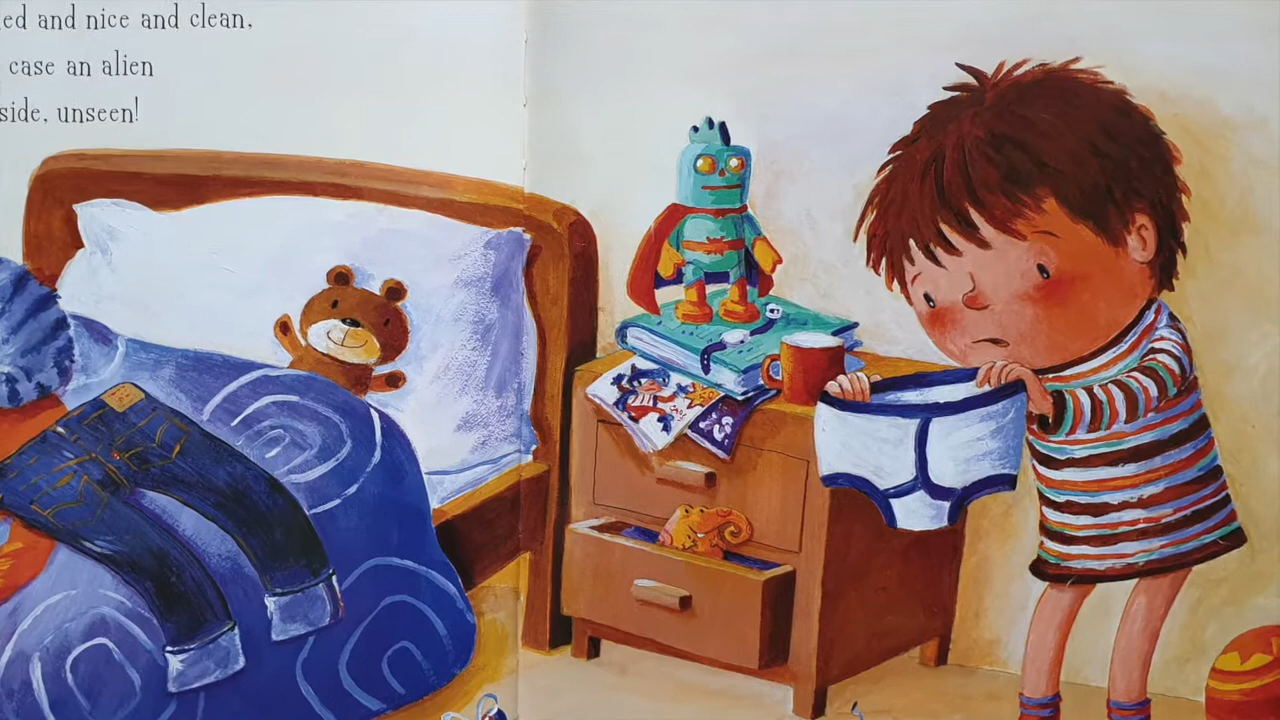 ed and nice and clean,
case an alien
side, unseen!